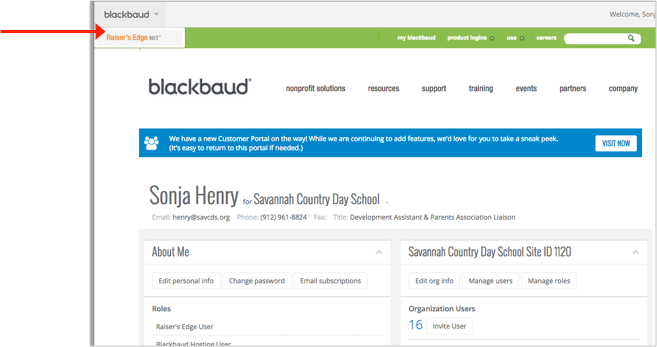 blackbaud
Welcome, Sonj
Raiser's Edge NXT™
my blackbaud product logins usa careers
blackbaud®
nonprofit solutions resources support training events partners company
We have a new Customer Portal on the way! While we are continuing to add features, we'd love for you to take a sneak peek.
(It's easy to return to this portal if needed.)
VISIT NOW
Sonja Henry for Savannah Country Day School
Email: henry@savcds.org Phone: (912) 961-8824 Fax: Title: Development Assistant & Parents Association Liaison
About Me
Edit personal info Change password Email subscriptions
Roles
Raiser's Edge User
Blackbaud Hosting User
Savannah Country Day School Site ID 1120
Edit org info Manage users Manage roles
Organization Users
16 Invite User